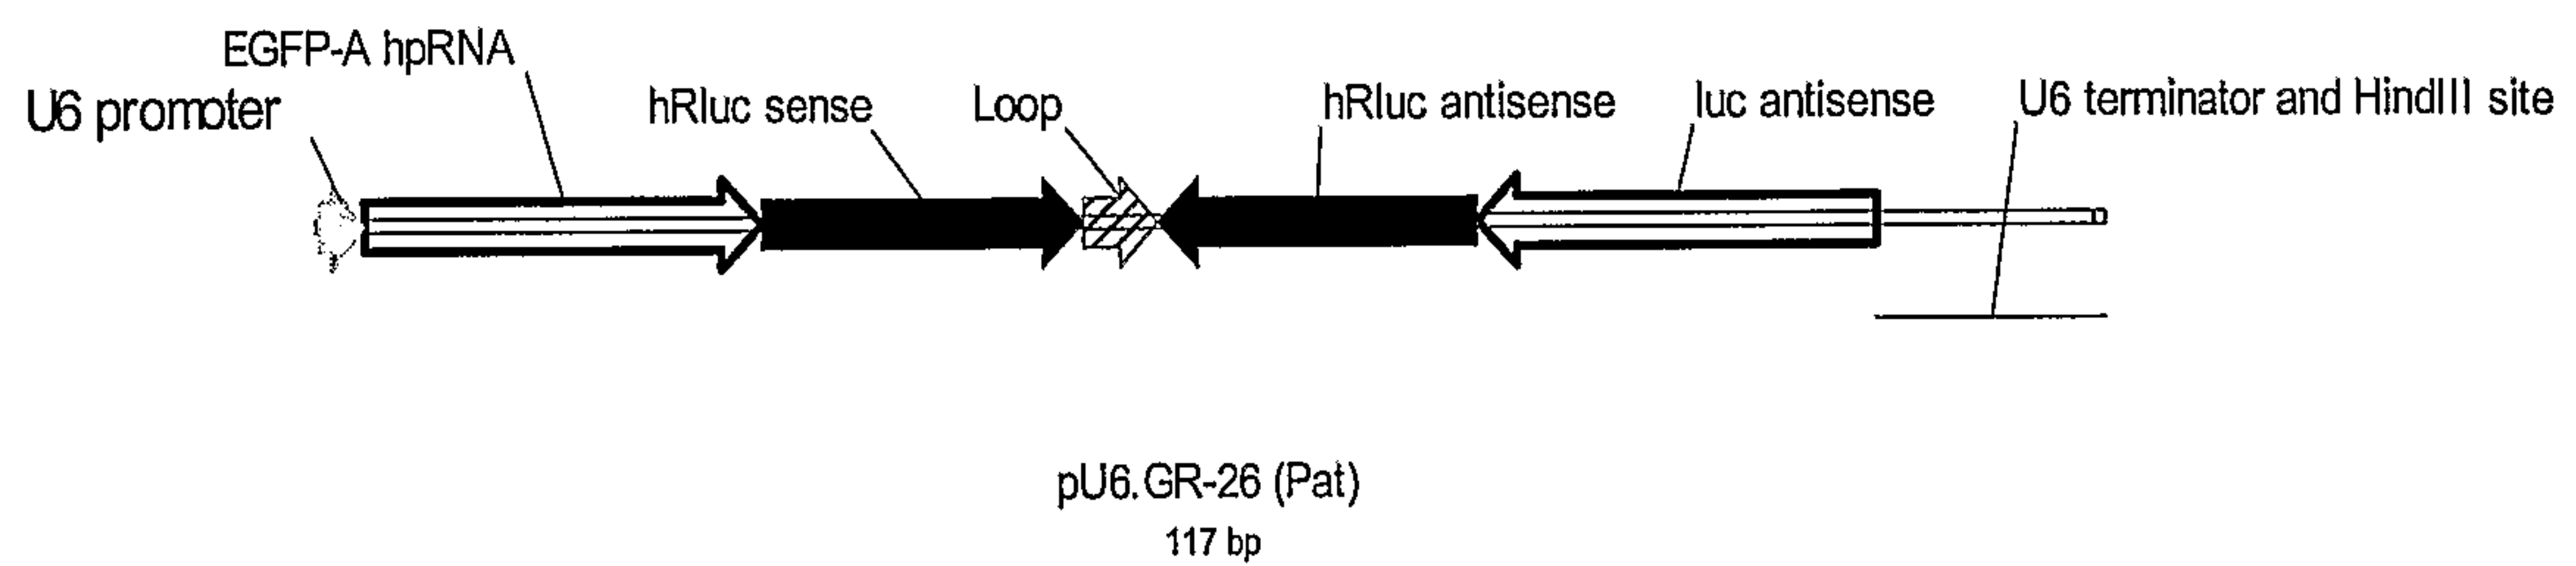 EGFP-A hpRNA
U6 promoter
hRluc sense
Loop
hRluc antisense
luc antisense
U6 terminator and HindIII site
pU6.GR-26 (Pat)
117 bp